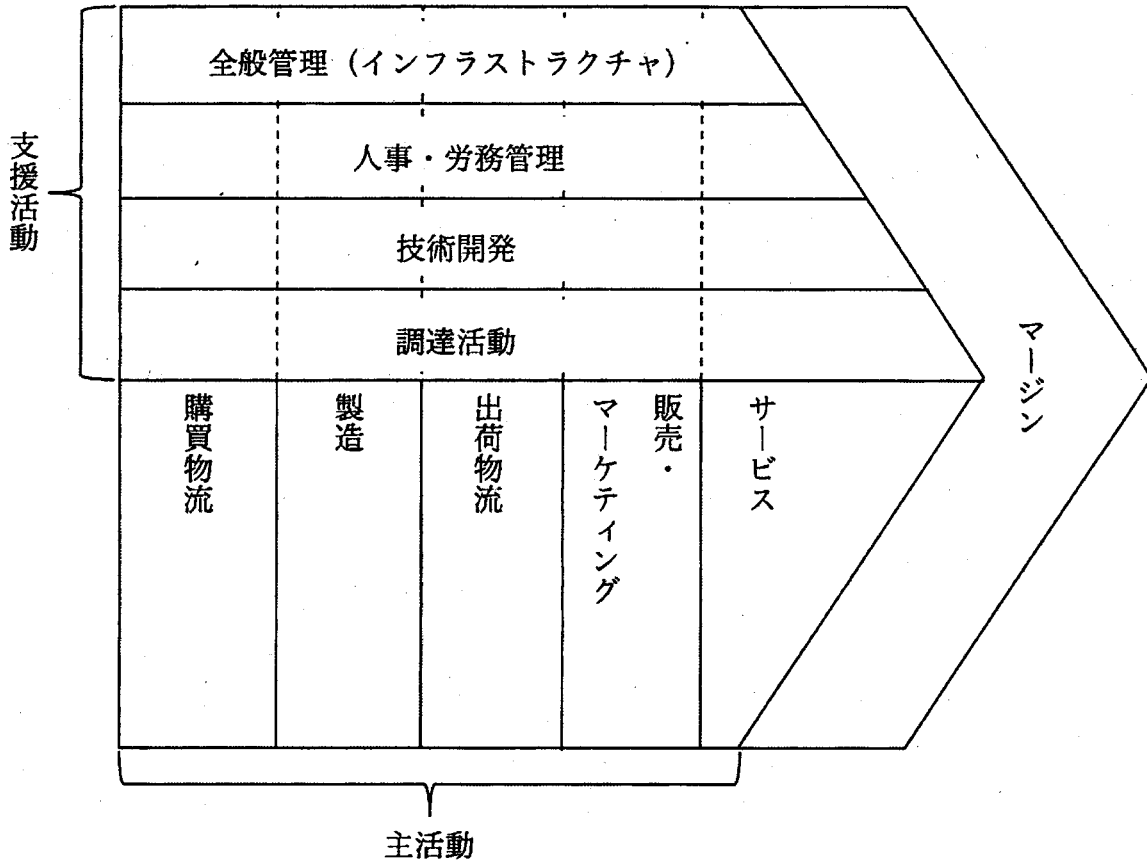 全般管理（インフラストラクチャ）
人事・労務管理
技術開発
調達活動
支援活動
購買物流
製造
出荷物流
販売・
マーケティング
サービス
マージン
主活動